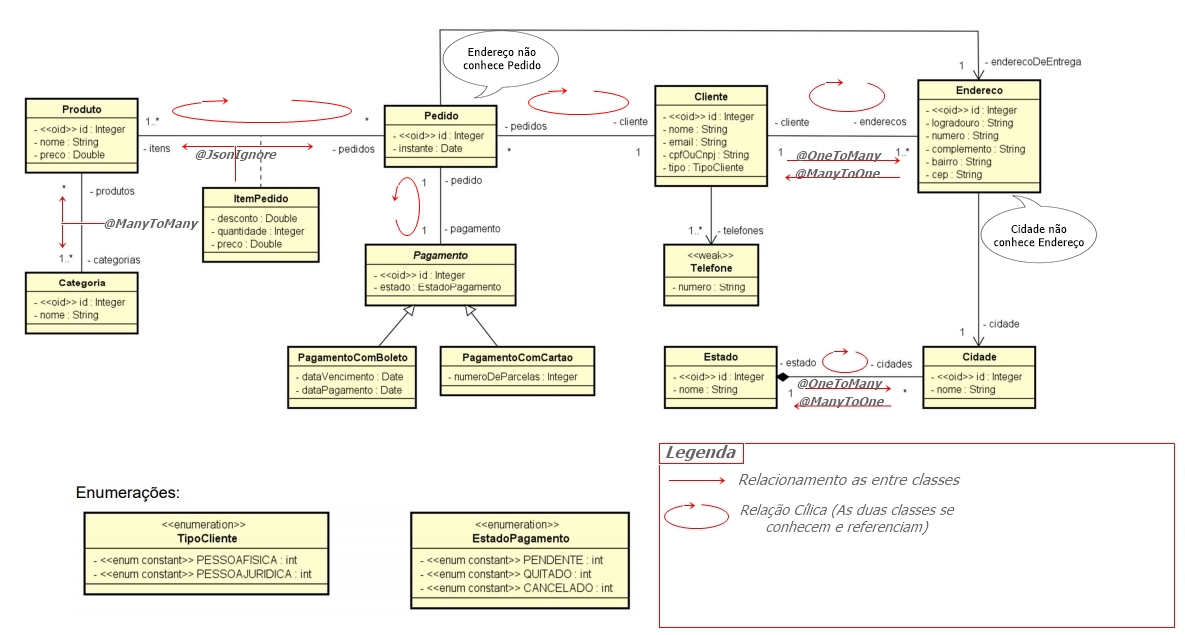 Endereço não
conhece Pedido
1
- enderecoDeEntrega
Produto
- <<oid>> id : Integer
- nome : String
- preco : Double
1..*
*
- itens
@JsonIgnore
- pedidos
Pedido
- <<oid>> id : Integer
- instante : Date
- pedidos
*
- cliente
1
Cliente
- <<oid>> id : Integer
- nome : String
- email : String
- cpfOuCnpj : String
- tipo : TipoCliente
- cliente
- enderecos
1
@OneToMany
1..*
@ManyToOne
Endereco
- <<oid>> id : Integer
- logradouro : String
- numero : String
- complemento : String
- bairro : String
- cep : String
*
- produtos
@ManyToMany
1..*
- categorias
ItemPedido
- desconto : Double
- quantidade : Integer
- preco : Double
1
- pedido
1
- pagamento
Cidade não
conhece Endereço
1..*
- telefones
Categoria
- <<oid>> id : Integer
- nome : String
Pagamento
- <<oid>> id : Integer
- estado : EstadoPagamento
<<weak>>
Telefone
- numero : String
1
- cidade
PagamentoComBoleto
- dataVencimento : Date
- dataPagamento : Date
PagamentoComCartao
- numeroDeParcelas : Integer
Estado
- <<oid>> id : Integer
- nome : String
- estado
- cidades
1
@OneToMany
*
@ManyToOne
Cidade
- <<oid>> id : Integer
- nome : String
Enumerações:
<<enumeration>>
TipoCliente
- <<enum constant>> PESSOAFISICA : int
- <<enum constant>> PESSOAJURIDICA : int
<<enumeration>>
EstadoPagamento
- <<enum constant>> PENDENTE : int
- <<enum constant>> QUITADO : int
- <<enum constant>> CANCELADO : int
Legenda
Relacionamento as entre classes
Relação Cílica (As duas classes se
conhecem e referenciam)